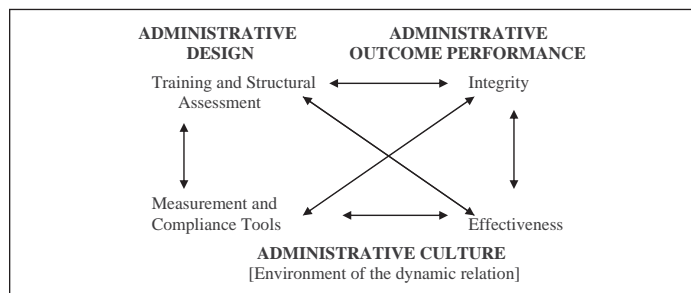 ADMINISTRATIVE
DESIGN
ADMINISTRATIVE
OUTCOME PERFORMANCE
Training and Structural
Assessment
Integrity
Measurement and
Compliance Tools
Effectiveness
ADMINISTRATIVE CULTURE
[Environment of the dynamic relation]